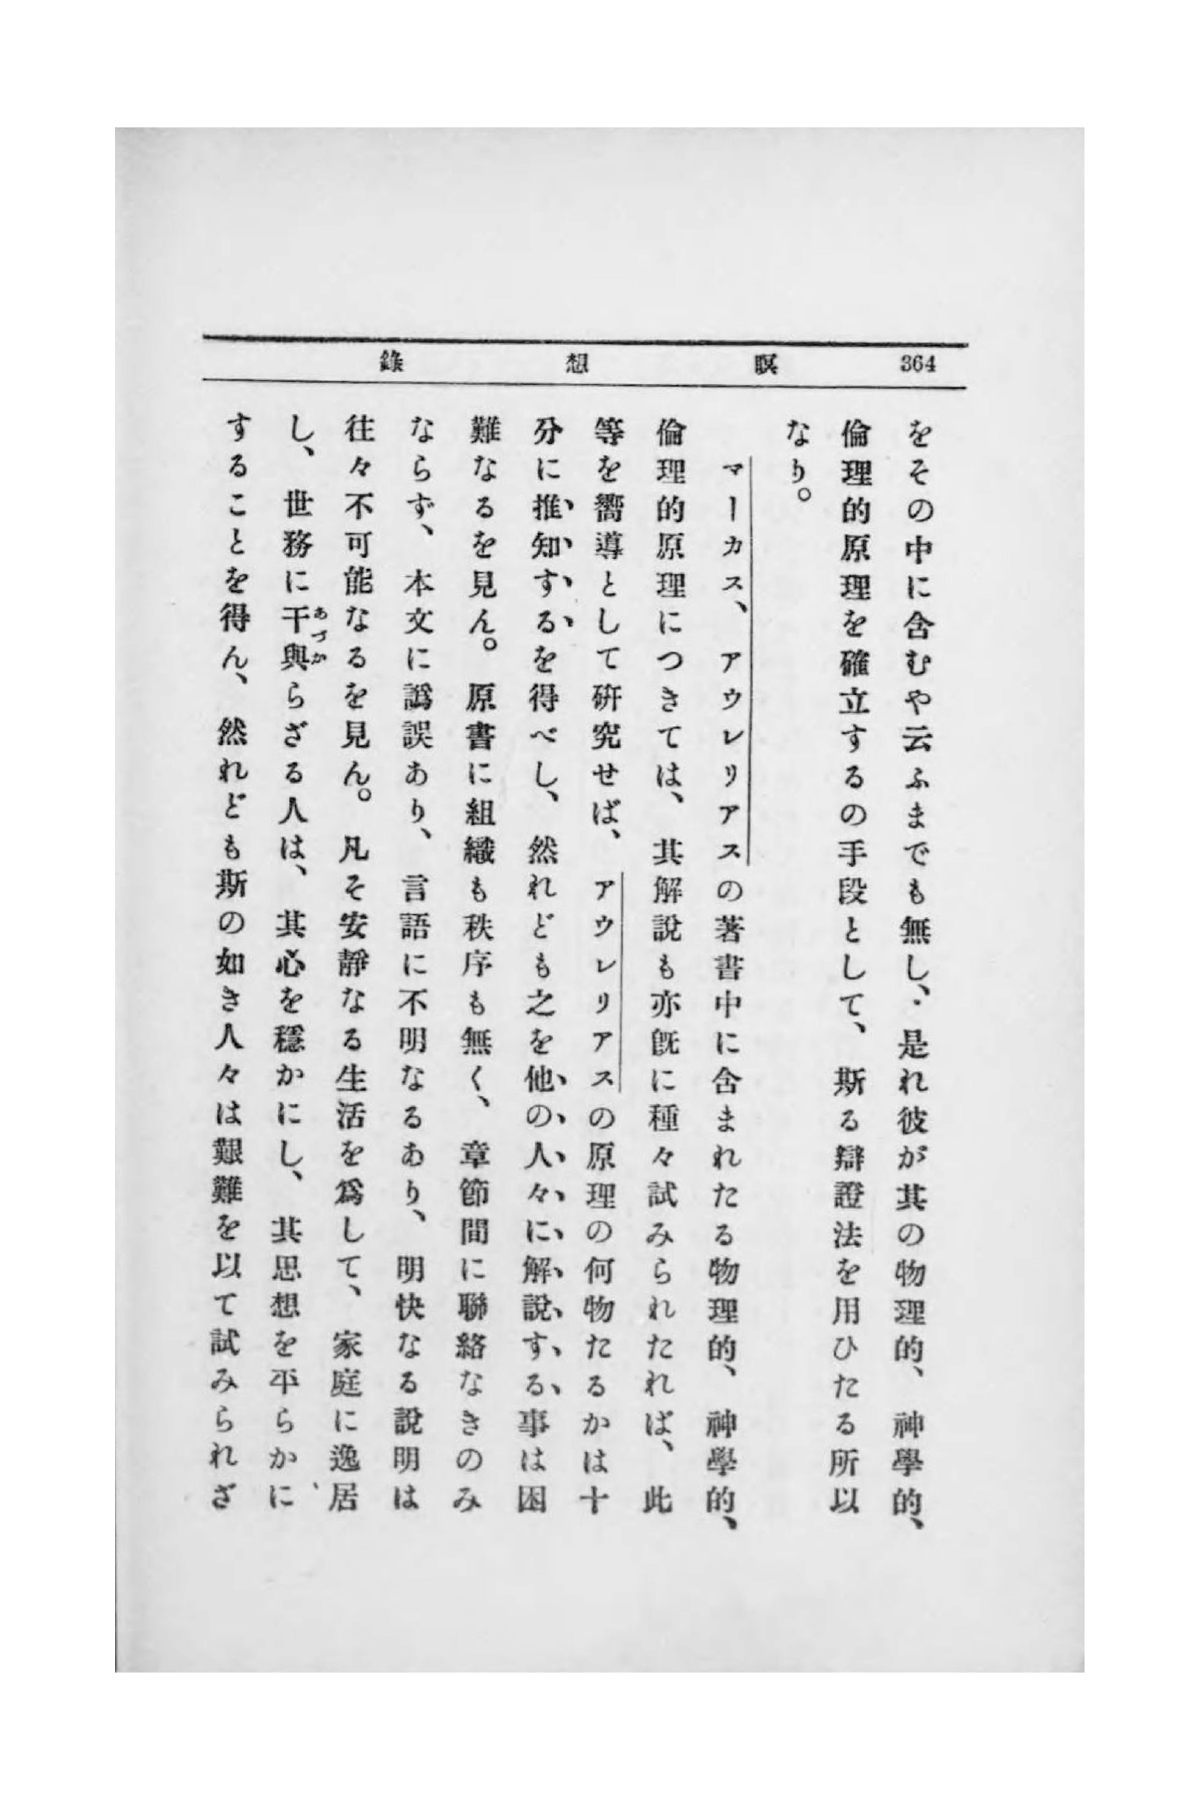 364 瞑想錄
をその中に含むや云ふまでも無し、是れ彼が其の物理的、神學的、
倫理的原理を確立するの手段として、斯る辯證法を用ひたる所以
なり。
マーカス、アウレリアスの著書中に含まれたる物理的、神學的、
倫理的原理につきては、其解說も亦旣に種々試みられたれば、此
等を嚮導として硏究せば、アウレリアスの原理の何物たるかは十
分に推知するを得べし、然れども之を他の人々に解說する事は困
難なるを見ん。原書に組織も秩序も無く、章節間に聯絡なきのみ
ならず、本文に譌誤あり、言語に不明なるあり、明快なる說明は
往々不可能なるを見ん。凡そ安靜なる生活を爲して、家庭に逸居
し、世務に干與らざる人は、其心を穩かにし、其思想を平らかに
あづか
することを得ん、然れども斯の如き人々は艱難を以て試みられざ